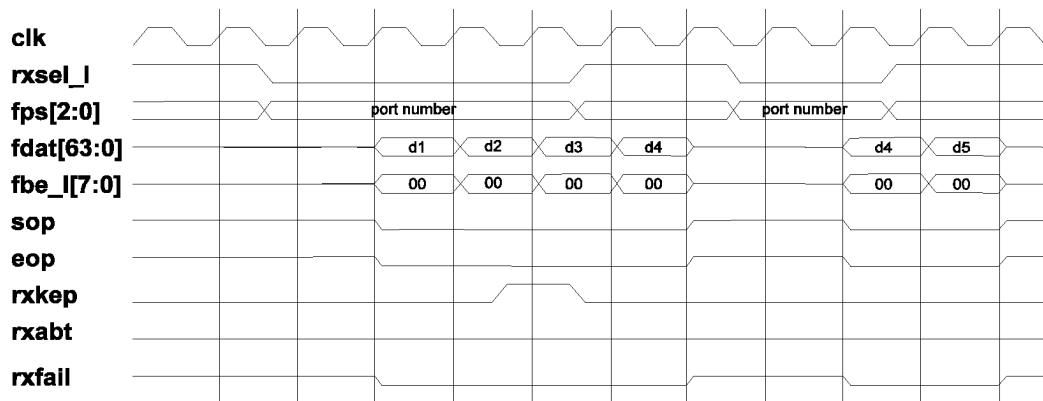 clk
rxsel_l
fps[2:0] port number port number
fdat[63:0] d1 d2 d3 d4 d4 d5
fbe_l[7:0] 00 00 00 00 00 00
sop
eop
rxkep
rxabt
rxfail